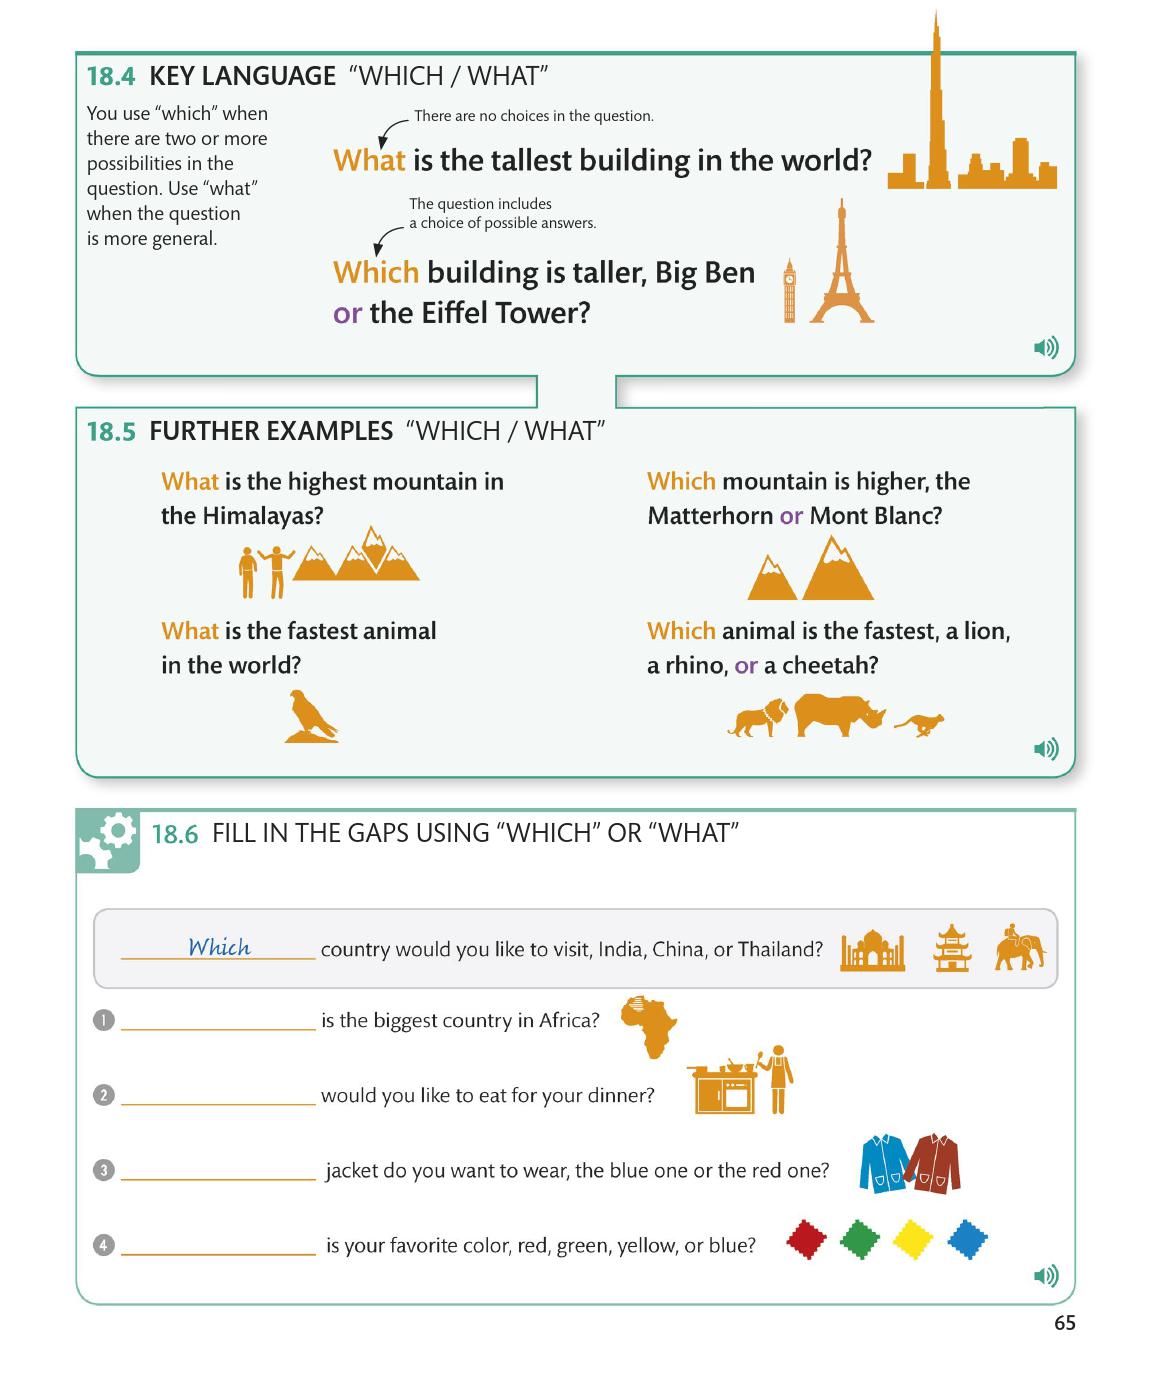 18.4 KEY LANGUAGE “WHICH / WHAT”
You use “which” when
there are two or more
possibilities in the
question. Use “what”
when the question
is more general.
There are no choices in the question.
What is the tallest building in the world?
The question includes
a choice of possible answers.
Which building is taller, Big Ben
or the Eiffel Tower?
18.5 FURTHER EXAMPLES “WHICH / WHAT”
What is the highest mountain in
the Himalayas?
Which mountain is higher, the
Matterhorn or Mont Blanc?
What is the fastest animal
in the world?
Which animal is the fastest, a lion,
a rhino, or a cheetah?
18.6 FILL IN THE GAPS USING “WHICH” OR “WHAT”
Which country would you like to visit, India, China, or Thailand?
1 is the biggest country in Africa?
2 would you like to eat for your dinner?
3 jacket do you want to wear, the blue one or the red one?
4 is your favorite color, red, green, yellow, or blue?
65